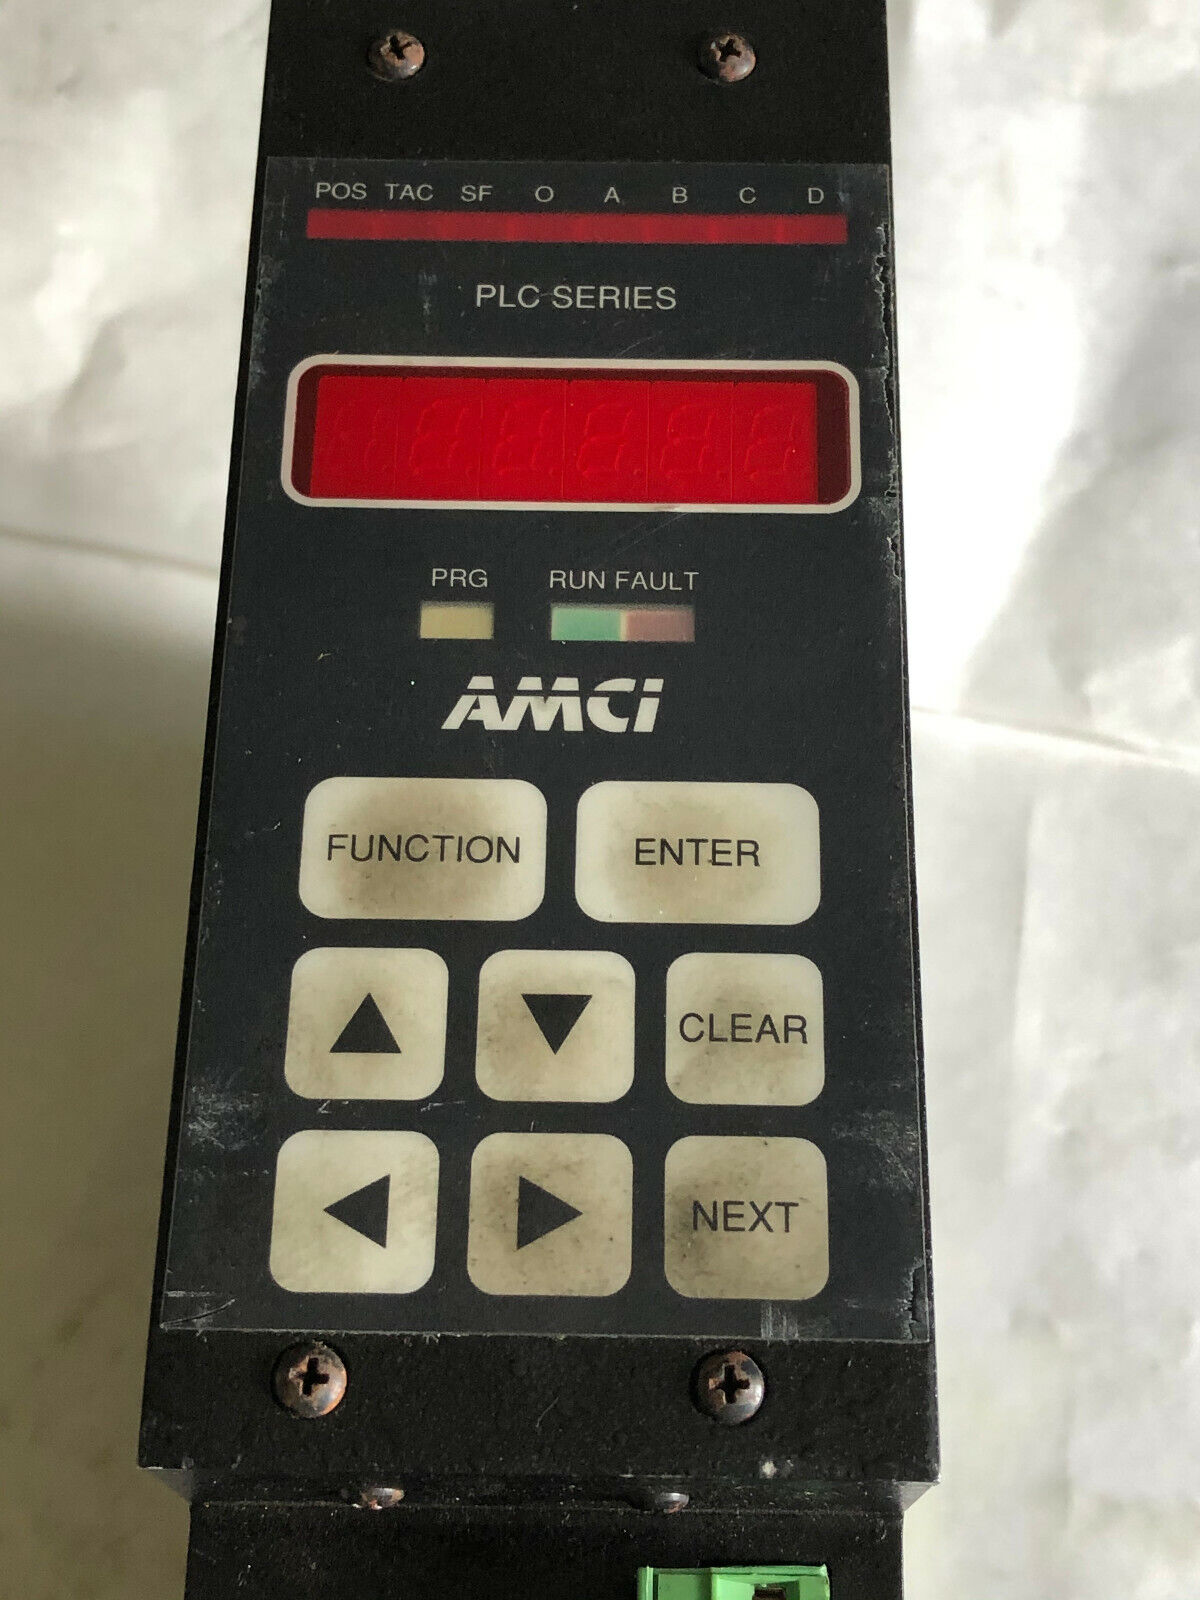 POS TAC SF O A B C D
PLC SERIES
PRG RUN FAULT
AMCI
FUNCTION ENTER
CLEAR
NEXT